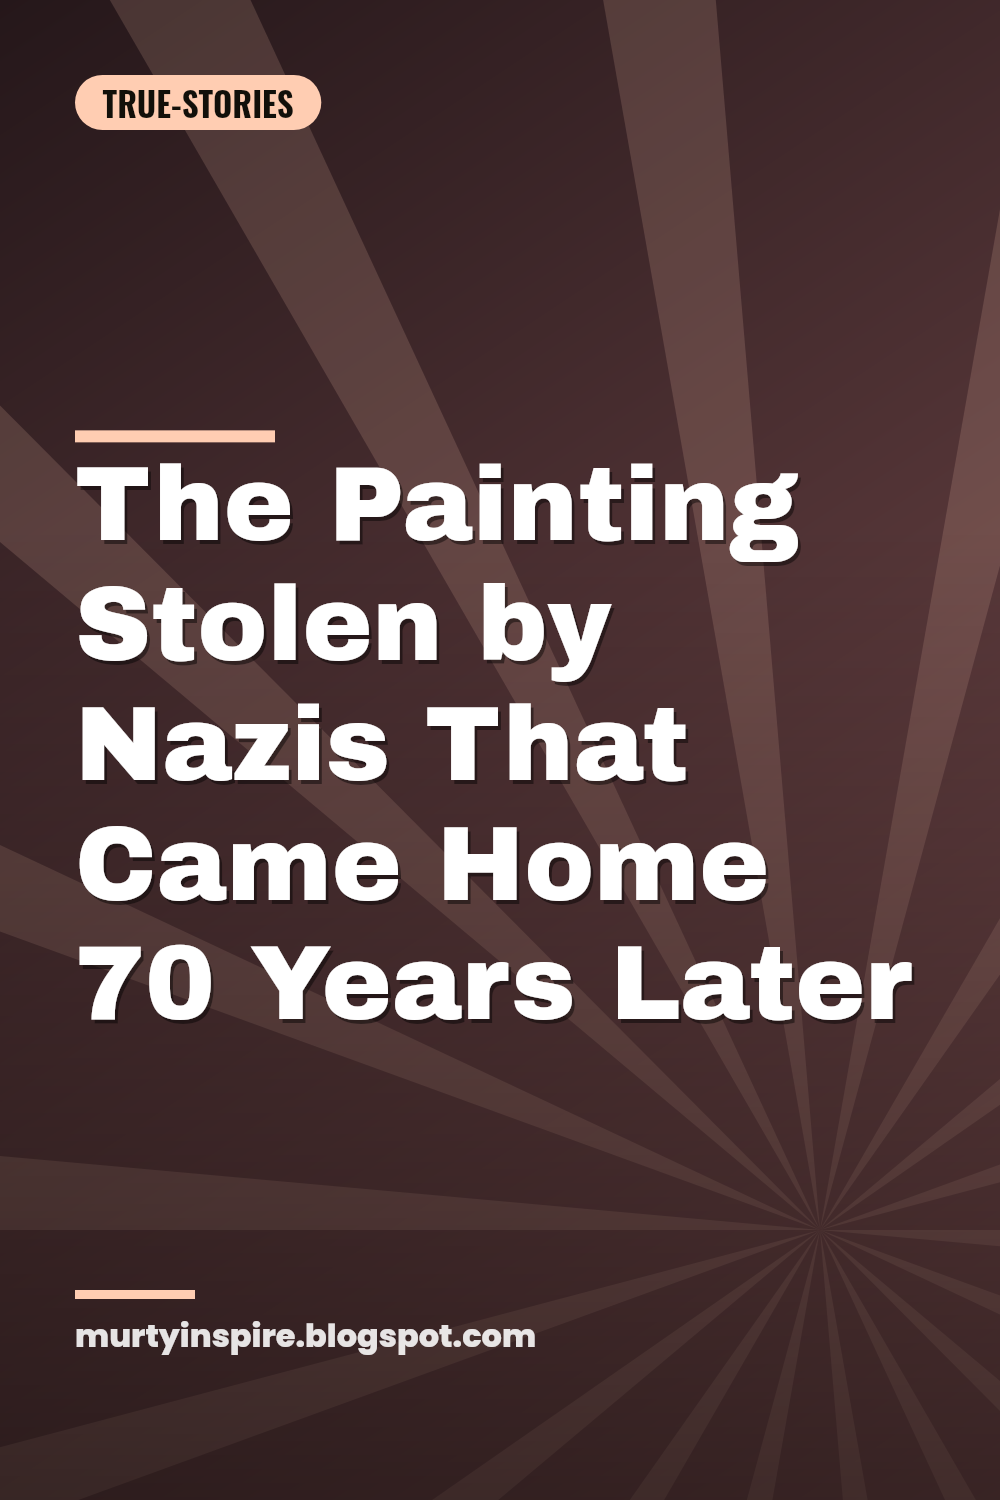 TRUE-STORIES
The Painting
Stolen by
Nazis That
Came Home
70 Years Later
murtyinspire.blogspot.com